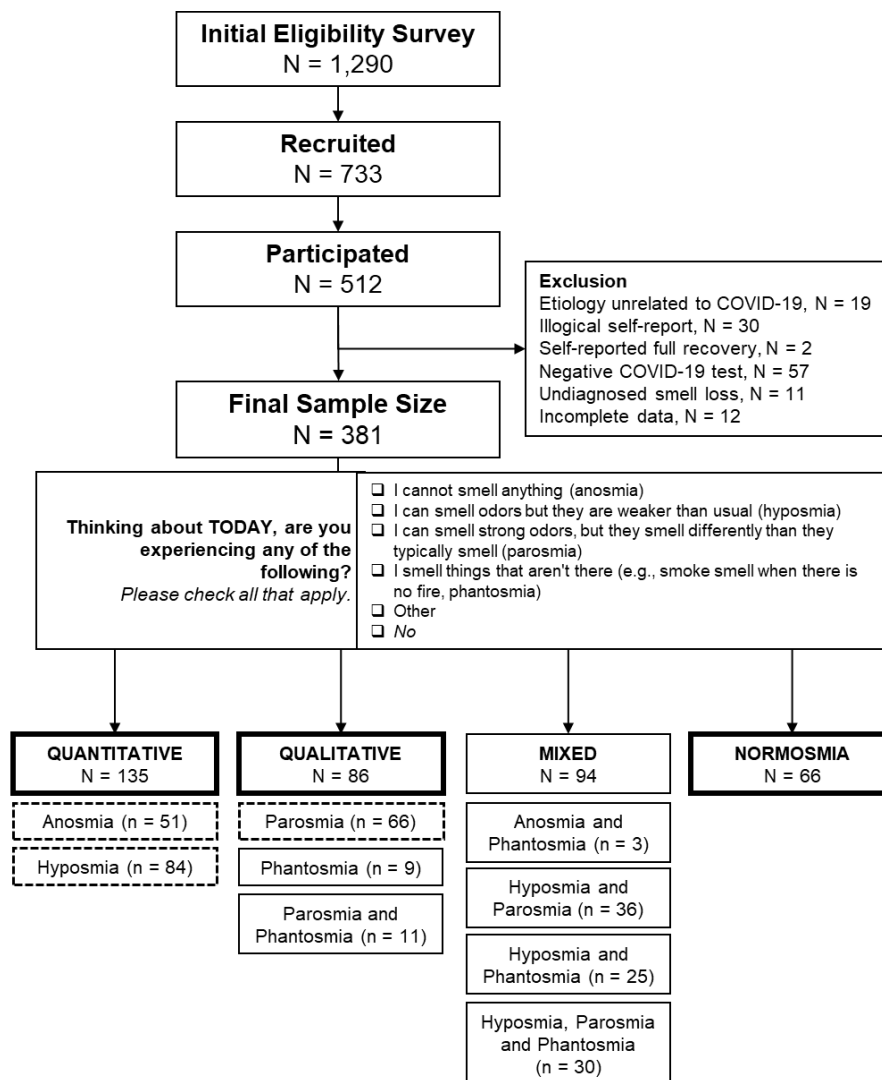 Initial Eligibility Survey
N = 1,290
Recruited
N = 733
Participated
N = 512
Exclusion
Etiology unrelated to COVID-19, N = 19
Illogical self-report, N = 30
Self-reported full recovery, N = 2
Negative COVID-19 test, N = 57
Undiagnosed smell loss, N = 11
Incomplete data, N = 12
Final Sample Size
N = 381
Thinking about TODAY, are you
experiencing any of the
following?
Please check all that apply.
❑ I cannot smell anything (anosmia)
❑ I can smell odors but they are weaker than usual (hyposmia)
❑ I can smell strong odors, but they smell differently than they
typically smell (parosmia)
❑ I smell things that aren't there (e.g., smoke smell when there is
no fire, phantosmia)
❑ Other
❑ No
QUANTITATIVE
N = 135
Anosmia (n = 51)
Hyposmia (n = 84)
QUALITATIVE
N = 86
Parosmia (n = 66)
Phantosmia (n = 9)
Parosmia and
Phantosmia (n = 11)
MIXED
N = 94
Anosmia and
Phantosmia (n = 3)
Hyposmia and
Parosmia (n = 36)
Hyposmia and
Phantosmia (n = 25)
Hyposmia, Parosmia
and Phantosmia
(n = 30)
NORMOSMIA
N = 66